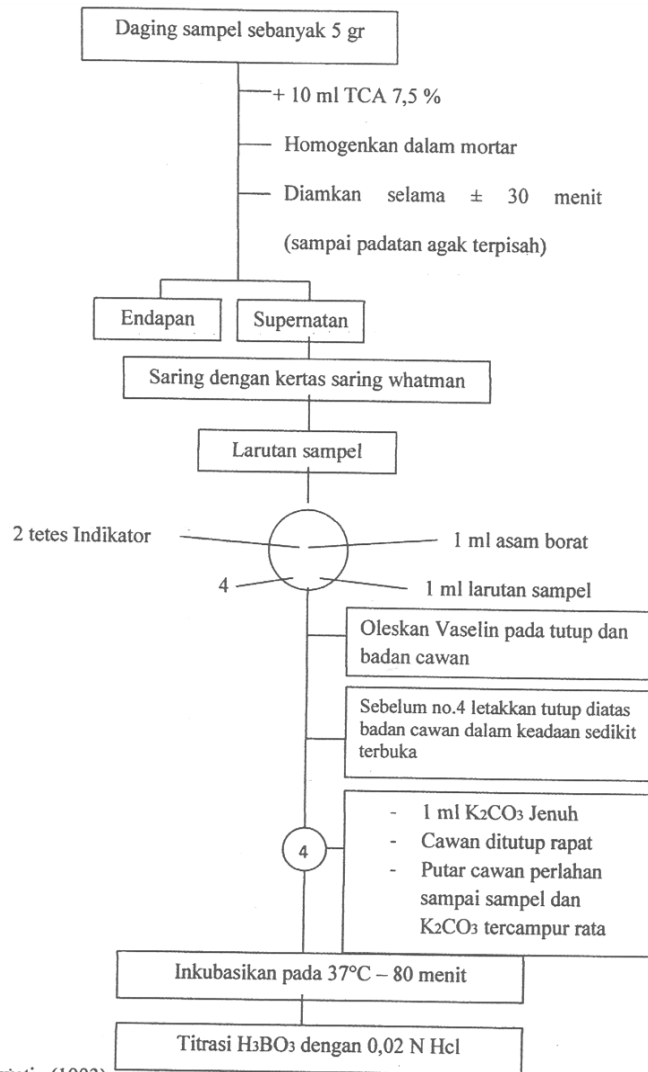 Daging sampel sebanyak 5 gr
+ 10 ml TCA 7,5 %
Homogenkan dalam mortar
Diamkan selama ± 30 menit
(sampai padatan agak terpisah)
Endapan
Supernatan
Saring dengan kertas saring whatman
Larutan sampel
2 tetes Indikator
1 ml asam borat
4
1 ml larutan sampel
Oleskan Vaselin pada tutup dan
badan cawan
Sebelum no.4 letakkan tutup diatas
badan cawan dalam keadaan sedikit
terbuka
4
- 1 ml K₂CO₃ Jenuh
- Cawan ditutup rapat
- Putar cawan perlahan
sampai sampel dan
K₂CO₃ tercampur rata
Inkubasikan pada 37°C – 80 menit
Titrasi H₃BO₃ dengan 0,02 N Hcl